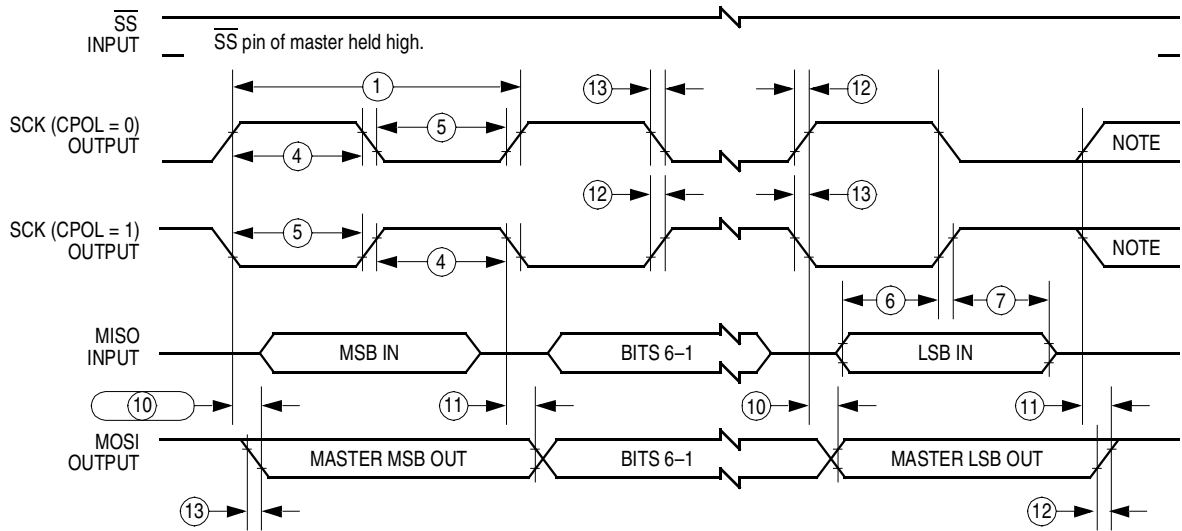 SS
INPUT
SS pin of master held high.
1
13
12
SCK (CPOL = 0)
OUTPUT
5
4
NOTE
12
13
SCK (CPOL = 1)
OUTPUT
5
4
NOTE
6
7
MISO
INPUT
MSB IN
BITS 6–1
LSB IN
10
11
10
11
MOSI
OUTPUT
MASTER MSB OUT
BITS 6–1
MASTER LSB OUT
13
12